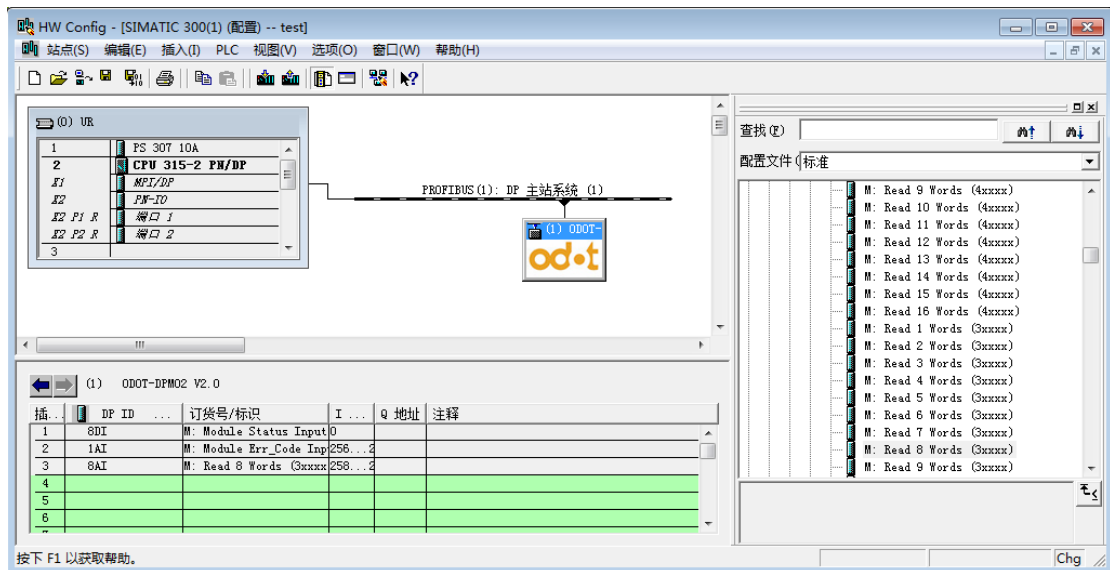 HW Config - [SIMATIC 300(1) (配置) -- test]
站点(S) 编辑(E) 插入(I) PLC 视图(V) 选项(O) 窗口(W) 帮助(H)
(0) UR
1 PS 307 10A
2 CPU 315-2 PN/DP
X1 MPI/DP
X2 PN-IO
X2 P1 R 端口 1
X2 P2 R 端口 2
3
PROFIBUS(1): DP 主站系统 (1)
(1) ODOT-
odot
查找(F)
配置文件( 标准
M: Read 9 Words (4xxxx)
M: Read 10 Words (4xxxx)
M: Read 11 Words (4xxxx)
M: Read 12 Words (4xxxx)
M: Read 13 Words (4xxxx)
M: Read 14 Words (4xxxx)
M: Read 15 Words (4xxxx)
M: Read 16 Words (4xxxx)
M: Read 1 Words (3xxxx)
M: Read 2 Words (3xxxx)
M: Read 3 Words (3xxxx)
M: Read 4 Words (3xxxx)
M: Read 5 Words (3xxxx)
M: Read 6 Words (3xxxx)
M: Read 7 Words (3xxxx)
M: Read 8 Words (3xxxx)
M: Read 9 Words (3xxxx)
(1) ODOT-DPM02 V2.0
插... DP ID ... 订货号/标识 I ... Q 地址 注释
1 8DI M: Module Status Input 0
2 1AI M: Module Err_Code Inp 256...2
3 8AI M: Read 8 Words (3xxxx 258...2
4
5
6
按下 F1 以获取帮助。
Chg